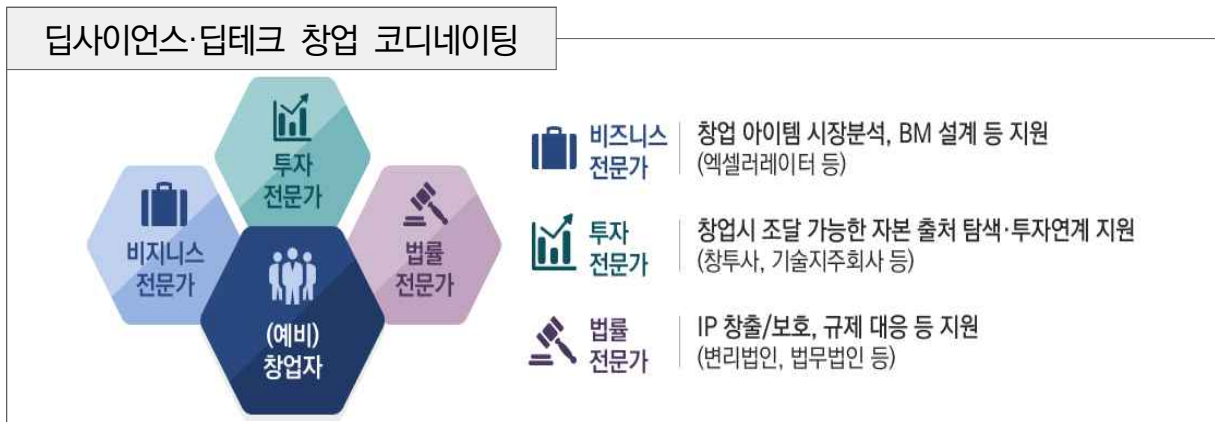 딥사이언스·딥테크 창업 코디네이팅
투자
전문가
비지니스
전문가
법률
전문가
(예비)
창업자
비즈니스
전문가
창업 아이템 시장분석, BM 설계 등 지원
(엑셀러레이터 등)
투자
전문가
창업시 조달 가능한 자본 출처 탐색·투자연계 지원
(창투사, 기술지주회사 등)
법률
전문가
IP 창출/보호, 규제 대응 등 지원
(변리법인, 법무법인 등)